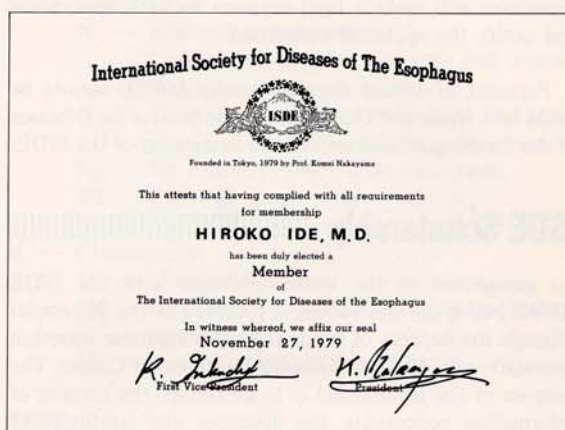 International Society for Diseases of the Esophagus
ISDE
Founded in Tokyo, 1979 by Prof. Komei Nakayama
This attests that having complied with all requirements
for membership
HIROKO IDE, M.D.
has been duly elected a
Member
The International Society for Diseases of the Esophagus
In witness whereof, we affix our seal
November 27, 1979
K. Nakayama
First Vice President President